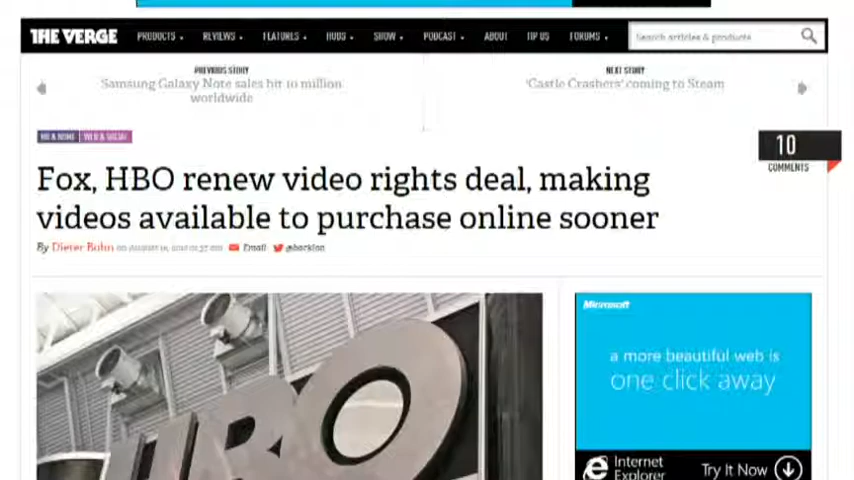 THE VERGE PRODUCTS REVIEWS FEATURES HUBS SHOW PODCAST ABOUT TIP US FORUMS Search articles & products
PREVIOUS STORY
Samsung Galaxy Note sales hit 10 million
worldwide
NEXT STORY
'Castle Crashers' coming to Steam
WEB & SOCIAL
10
COMMENTS
Fox, HBO renew video rights deal, making
videos available to purchase online sooner
By Dieter Bohn on Email @backlon
HBO
Microsoft
a more beautiful web is
one click away
Internet
Explorer
Try It Now